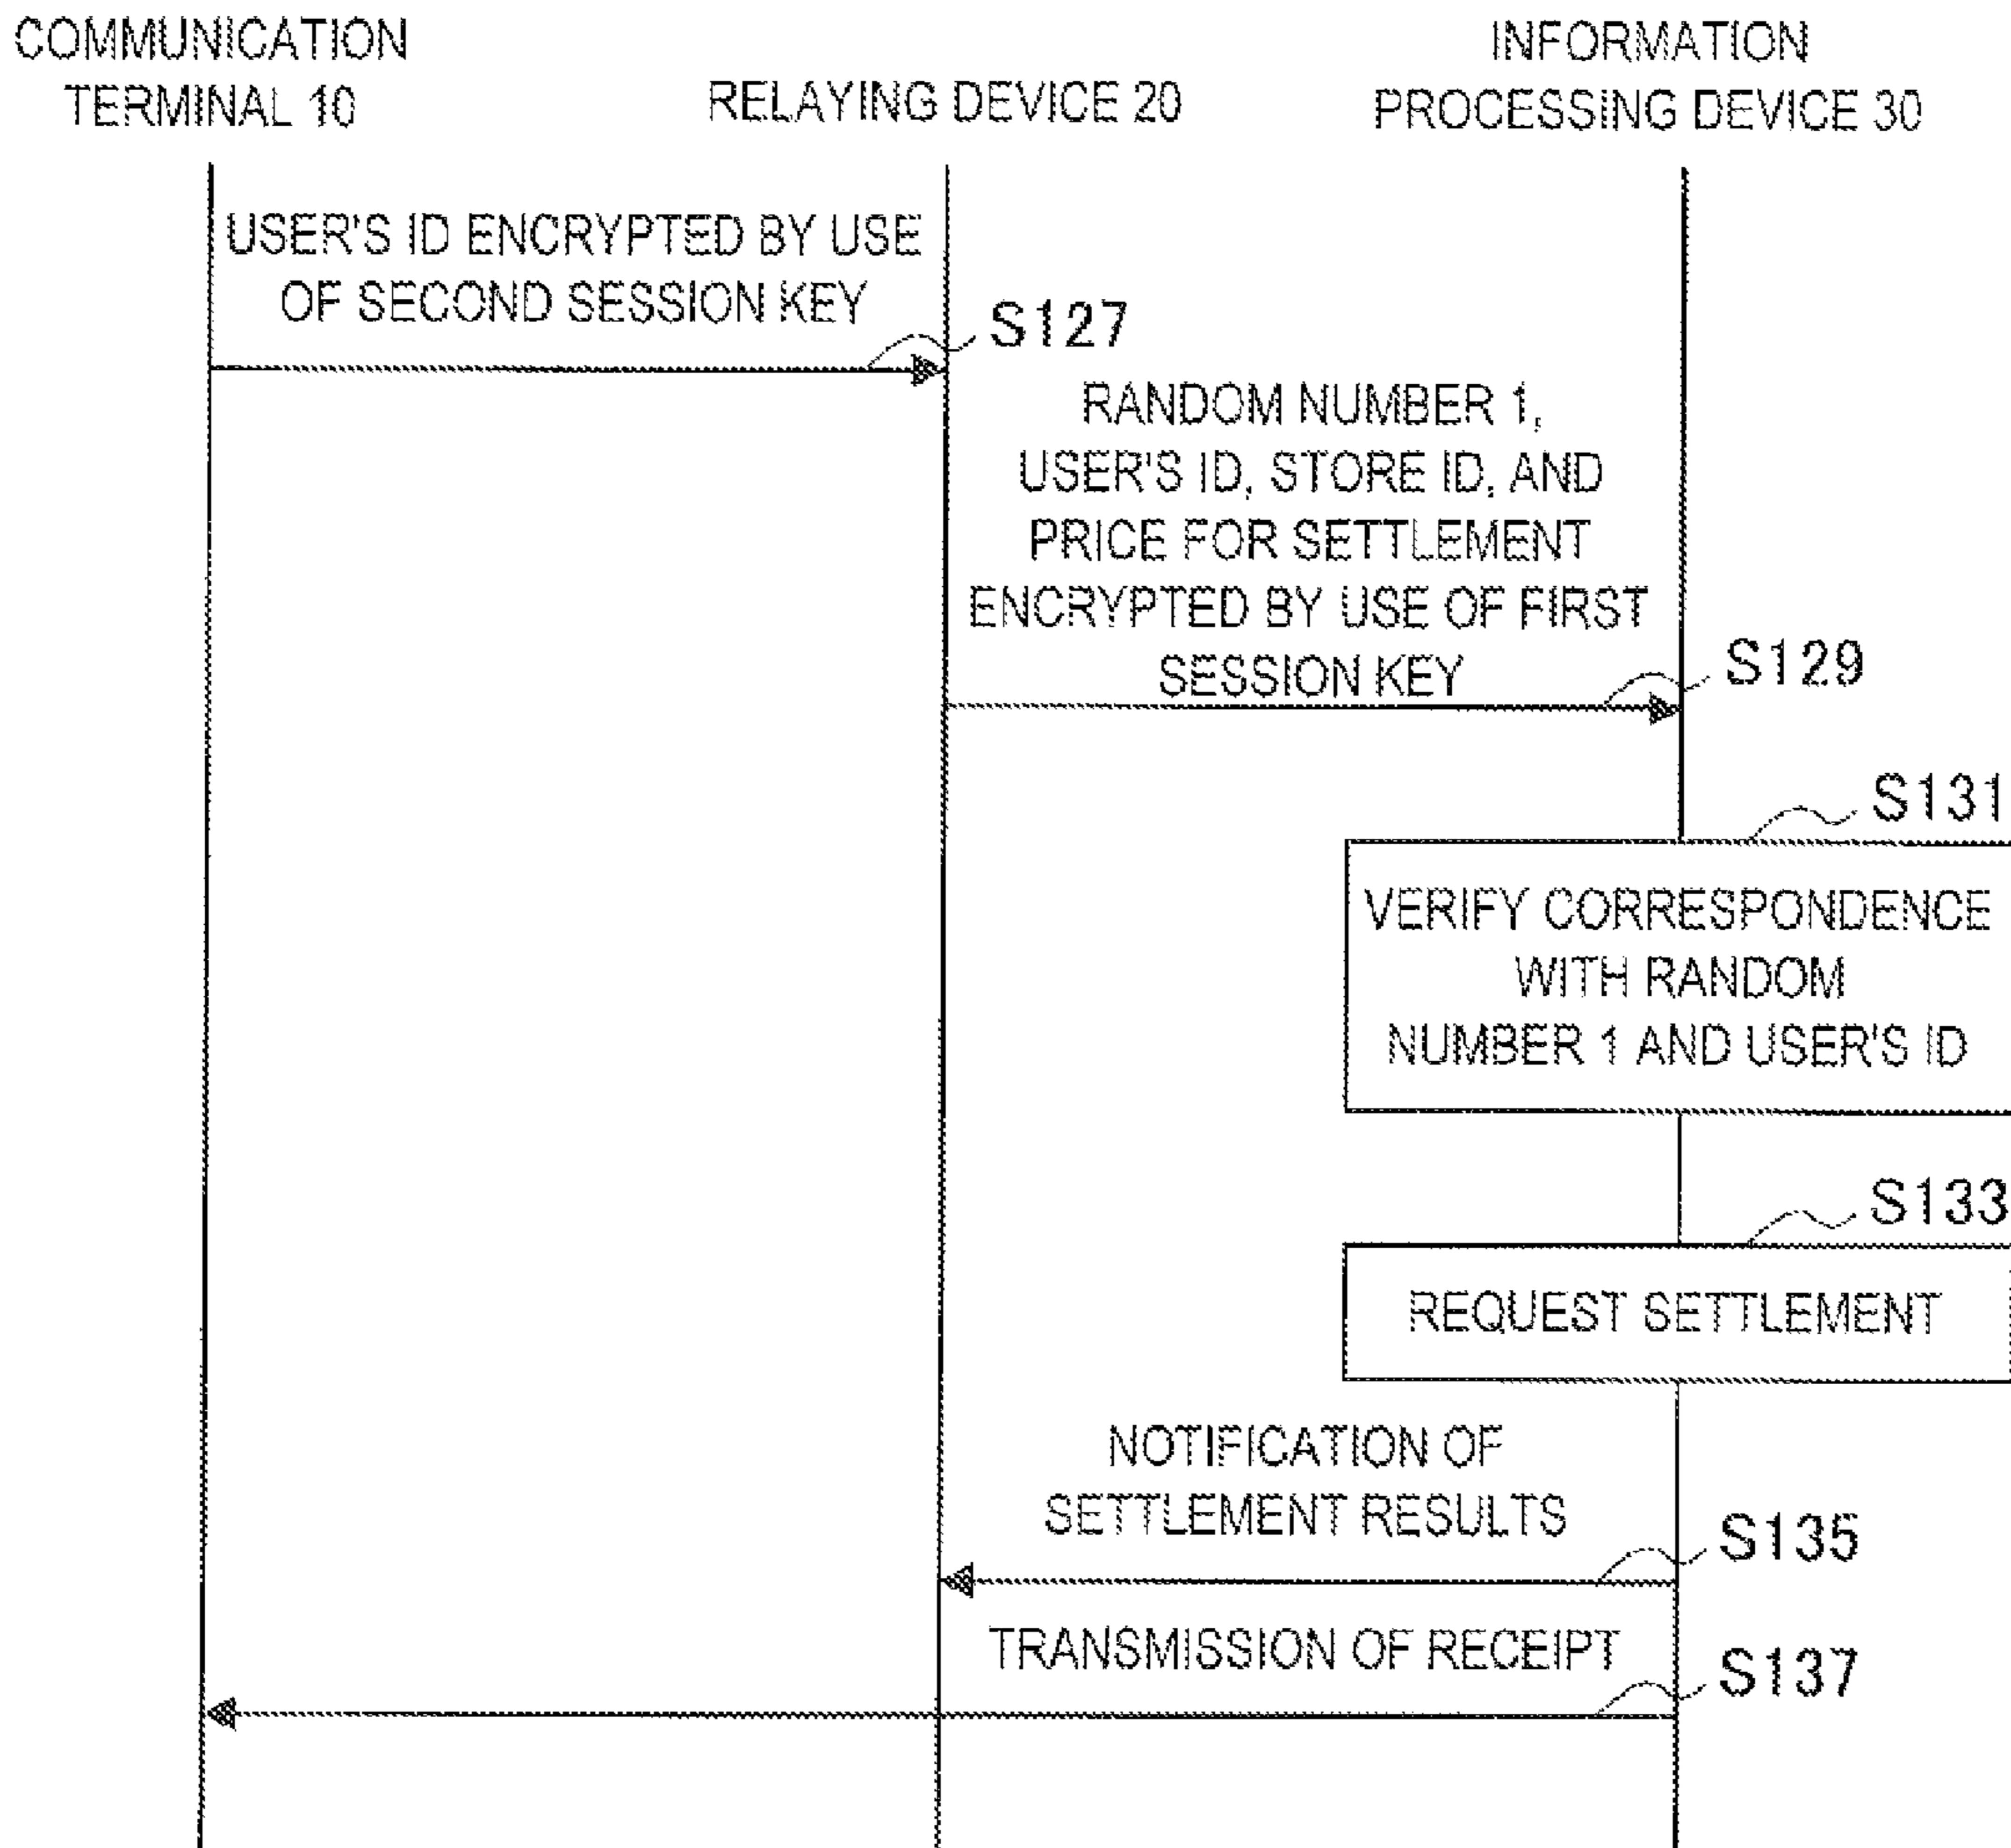 COMMUNICATION
TERMINAL 10
RELAYING DEVICE 20
INFORMATION
PROCESSING DEVICE 30
USER'S ID ENCRYPTED BY USE
OF SECOND SESSION KEY
S127
RANDOM NUMBER 1,
USER'S ID, STORE ID, AND
PRICE FOR SETTLEMENT
ENCRYPTED BY USE OF FIRST
SESSION KEY
S129
S131
VERIFY CORRESPONDENCE
WITH RANDOM
NUMBER 1 AND USER'S ID
S133
REQUEST SETTLEMENT
NOTIFICATION OF
SETTLEMENT RESULTS
S135
TRANSMISSION OF RECEIPT
S137